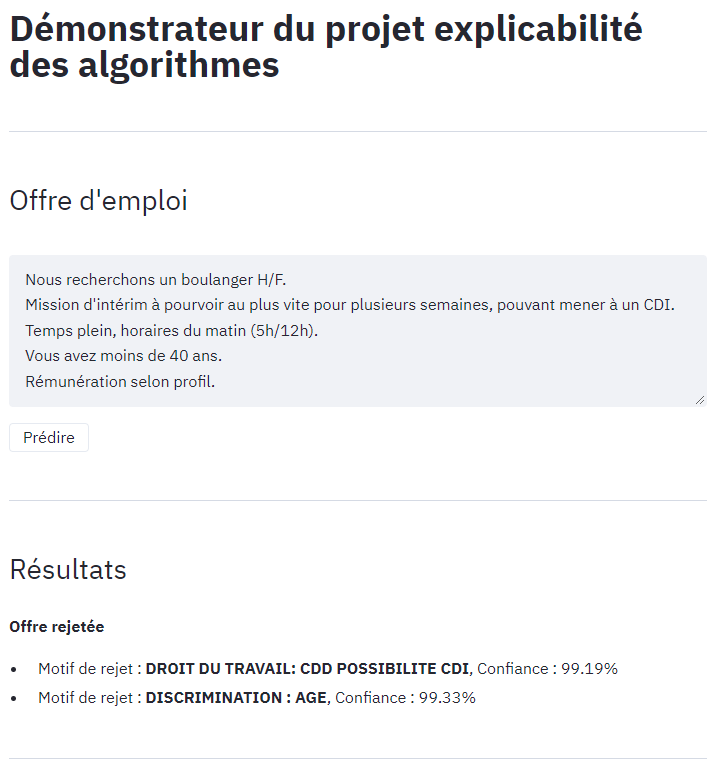 Démonstrateur du projet explicabilité
des algorithmes
Offre d'emploi
Nous recherchons un boulanger H/F.
Mission d'intérim à pourvoir au plus vite pour plusieurs semaines, pouvant mener à un CDI.
Temps plein, horaires du matin (5h/12h).
Vous avez moins de 40 ans.
Rémunération selon profil.
Prédire
Résultats
Offre rejetée
• Motif de rejet : DROIT DU TRAVAIL: CDD POSSIBILITE CDI, Confiance : 99.19%
• Motif de rejet : DISCRIMINATION : AGE, Confiance : 99.33%